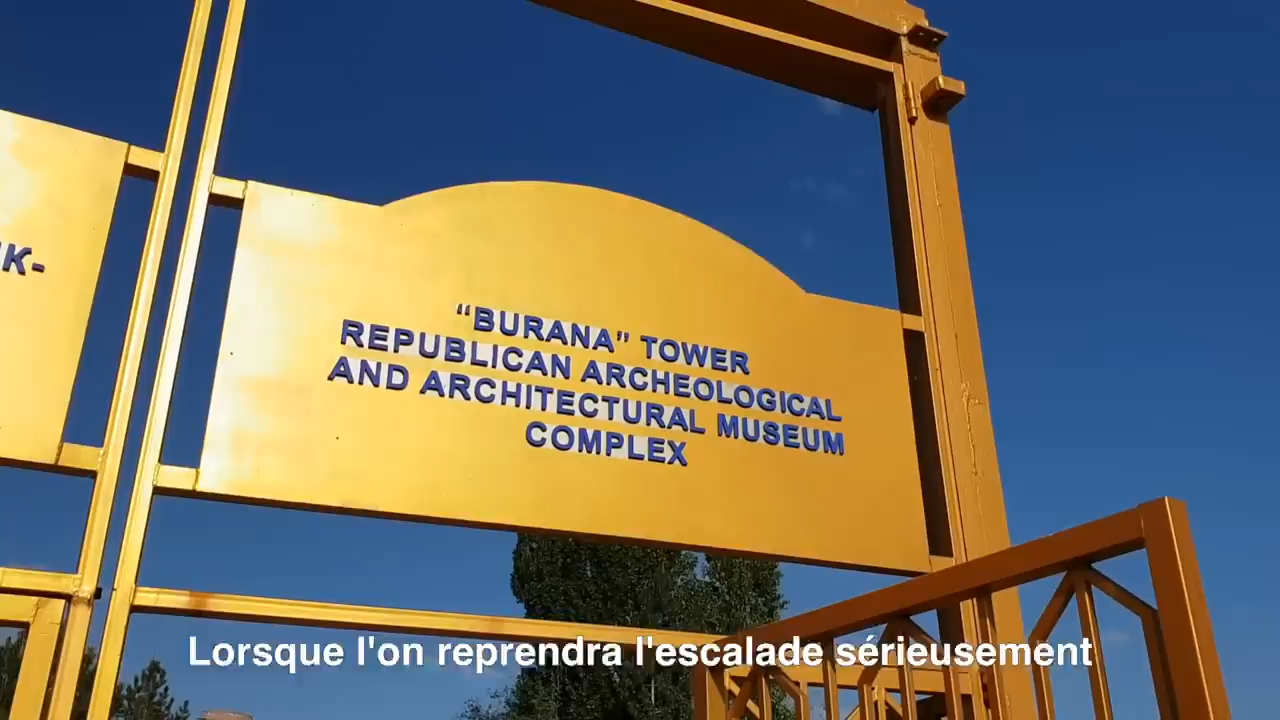 К-
“BURANA” TOWER
REPUBLICAN ARCHEOLOGICAL
AND ARCHITECTURAL MUSEUM
COMPLEX
Lorsque l'on reprendra l'escalade sérieusement